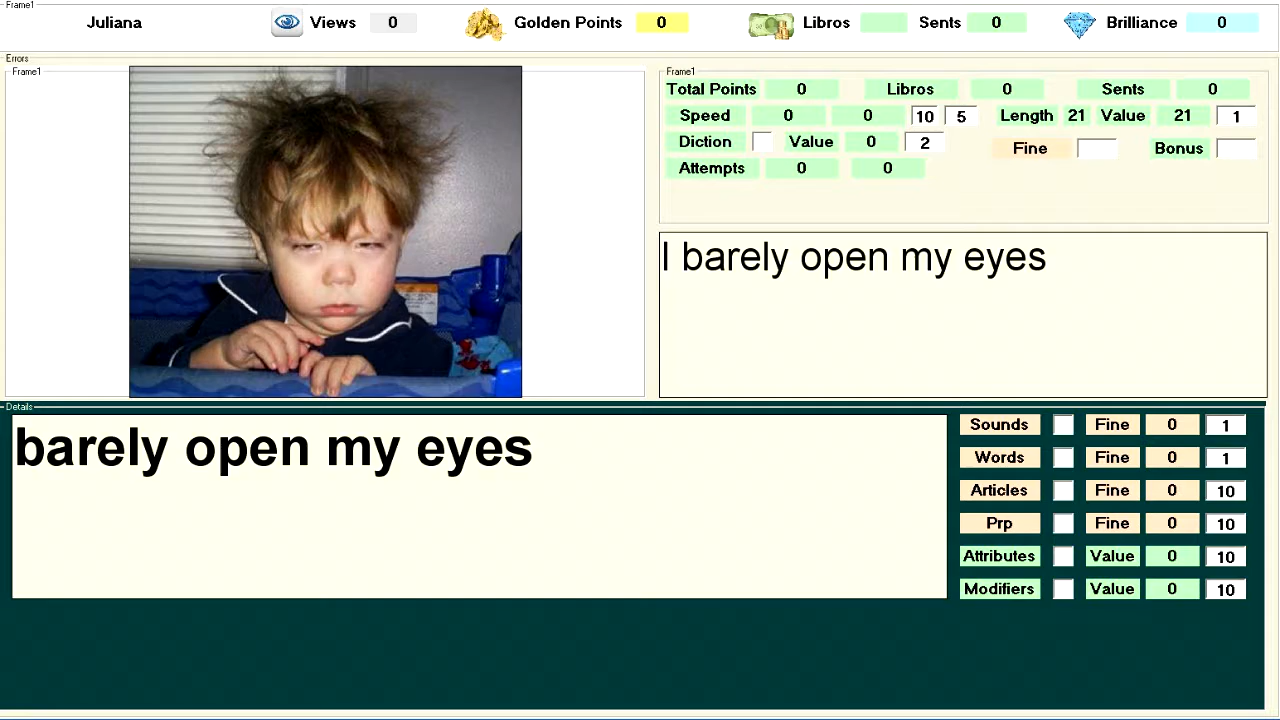 Frame1
Juliana Views 0 Golden Points 0 Libros Sents 0 Brilliance 0
Errors
Frame1
Frame1
Total Points 0 Libros 0 Sents 0
Speed 0 0 10 5 Length 21 Value 21 1
Diction Value 0 2
Fine Bonus
Attempts 0 0
I barely open my eyes
Details
barely open my eyes
Sounds Fine 0 1
Words Fine 0 1
Articles Fine 0 10
Prp Fine 0 10
Attributes Value 0 10
Modifiers Value 0 10